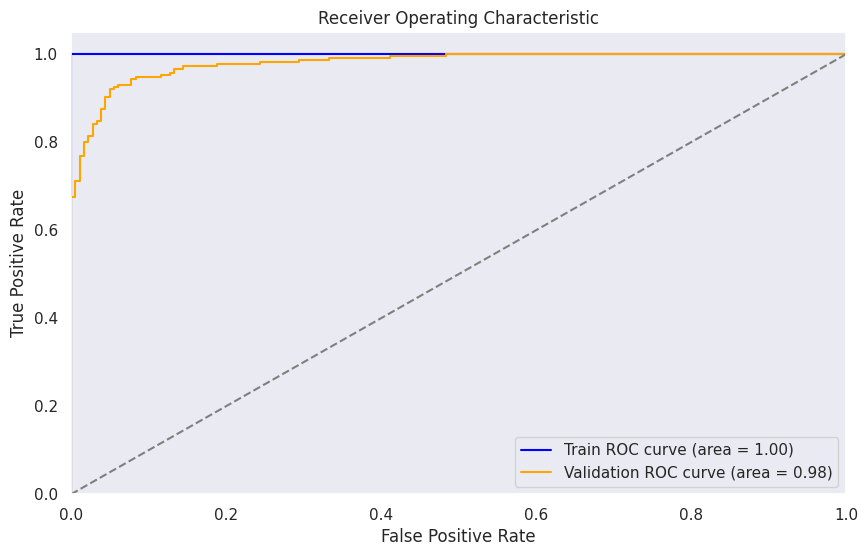 Receiver Operating Characteristic
True Positive Rate
1.0
0.8
0.6
0.4
0.2
0.0
Train ROC curve (area = 1.00)
Validation ROC curve (area = 0.98)
0.0 0.2 0.4 0.6 0.8 1.0
False Positive Rate